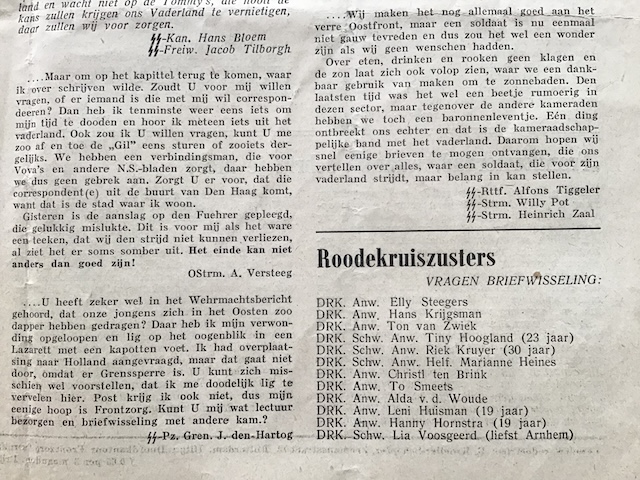 land en wacht niet op de Tommy's, die nooit de
kans zullen krijgen ons Vaderland te vernietigen,
daar zullen wij voor zorgen.
ᛋᛋ-Kan. Hans Bloem
ᛋᛋ-Freiw. Jacob Tilborgh
....Maar om op het kapittel terug te komen, waar
ik over schrijven wilde. Zoudt U voor mij willen
vragen, of er iemand is die met mij wil correspon-
deeren? Dan heb ik tenminste weer eens iets om
mijn tijd te dooden en hoor ik meteen iets uit het
vaderland. Ook zou ik U willen vragen, kunt U me
zoo af en toe de „Gil" eens sturen of zooiets der-
gelijks. We hebben een verbindingsman, die voor
Vova's en andere N.S.-bladen zorgt, daar hebben
we dus geen gebrek aan. Zorgt U er voor, dat die
correspondent(e) uit de buurt van Den Haag komt,
want dat is de stad waar ik woon.
Gisteren is de aanslag op den Fuehrer gepleegd,
die gelukkig mislukte. Dit is voor mij als het ware
een teeken, dat wij den strijd niet kunnen verliezen,
al ziet het er soms somber uit. Het einde kan niet
anders dan goed zijn!
OStrm. A. Versteeg
....U heeft zeker wel in het Wehrmachtsbericht
gehoord, dat onze jongens zich in het Oosten zoo
dapper hebben gedragen? Daar heb ik mijn verwon-
ding opgeloopen en lig op het oogenblik in een
Lazarett met een kapotten voet. Ik had overplaat-
sing naar Holland aangevraagd, maar dat gaat niet
door, omdat er Grenssperre is. U kunt zich mis-
schien wel voorstellen, dat ik me doodelijk lig te
vervelen hier. Post krijg ik ook niet, dus mijn
eenige hoop is Frontzorg. Kunt U mij wat lectuur
bezorgen en briefwisseling met andere kam.?
ᛋᛋ-Pz. Gren. J. den-Hartog
....Wij maken het nog allemaal goed aan het
verre Oostfront, maar een soldaat is nu eenmaal
niet gauw tevreden en dus zou het wel een wonder
zijn als wij geen wenschen hadden.
Over eten, drinken en rooken geen klagen en
de zon laat zich ook volop zien, waar we een dank-
baar gebruik van maken om te zonnebaden. Den
laatsten tijd was het wel een beetje rumoerig in
dezen sector, maar tegenover de andere kameraden
hebben we toch een baronnenleventje. Eén ding
ontbreekt ons echter en dat is de kameraadschap-
pelijke band met het vaderland. Daarom hopen wij
snel eenige brieven te mogen ontvangen, die ons
vertellen over alles, waar een soldaat, die voor zijn
vaderland strijdt, maar belang in kan stellen.
ᛋᛋ-Rttf. Alfons Tiggeler
ᛋᛋ-Strm. Willy Pot
ᛋᛋ-Strm. Heinrich Zaal
Roodekruiszusters
VRAGEN BRIEFWISSELING:
DRK. Anw. Elly Steegers
DRK. Anw. Hans Krijgsman
DRK. Anw. Ton van Zwiek
DRK. Schw. Anw. Tiny Hoogland (23 jaar)
DRK. Schw. Anw. Riek Kruyer (30 jaar)
DRK. Schw. Anw. Helf. Marianne Heines
DRK. Anw. Christl ten Brink
DRK. Anw. To Smeets
DRK. Anw. Alda v.d. Woude
DRK. Anw. Leni Huisman (19 jaar)
DRK. Anw. Hanny Hornstra (19 jaar)
DRK. Schw. Lia Voosgeerd (liefst Arnhem)